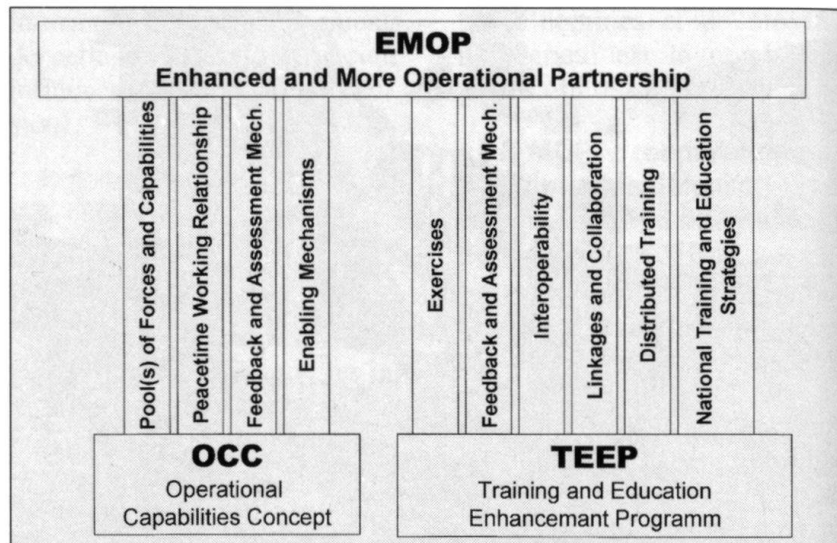 EMOP
Enhanced and More Operational Partnership
Pool(s) of Forces and Capabilities
Peacetime Working Relationship
Feedback and Assessment Mech.
Enabling Mechanisms
Exercises
Feedback and Assessment Mech.
Interoperability
Linkages and Collaboration
Distributed Training
National Training and Education
Strategies
OCC
Operational
Capabilities Concept
TEEP
Training and Education
Enhancemant Programm